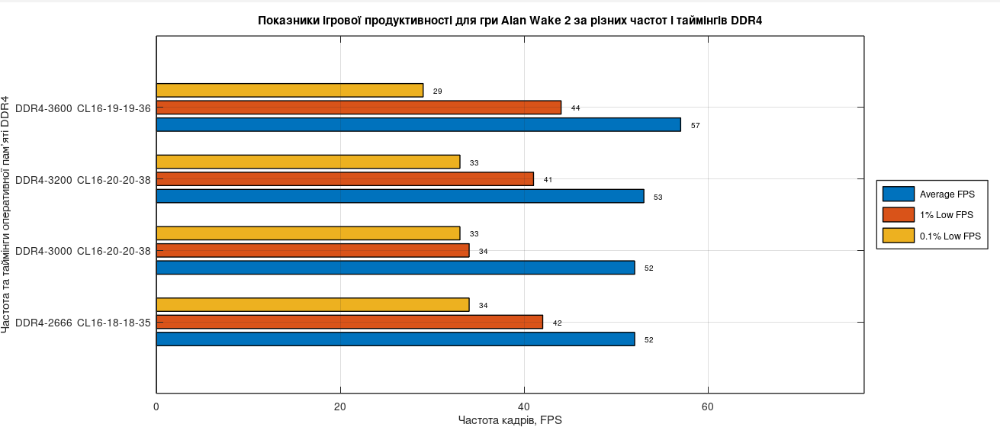 Показники ігрової продуктивності для гри Alan Wake 2 за різних частот і таймінгів DDR4
Частота та таймінги оперативної пам'яті DDR4
DDR4-3600 CL16-19-19-36
29
44
57
DDR4-3200 CL16-20-20-38
33
41
53
DDR4-3000 CL16-20-20-38
33
34
52
DDR4-2666 CL16-18-18-35
34
42
52
0
20
40
60
Частота кадрів, FPS
Average FPS
1% Low FPS
0.1% Low FPS